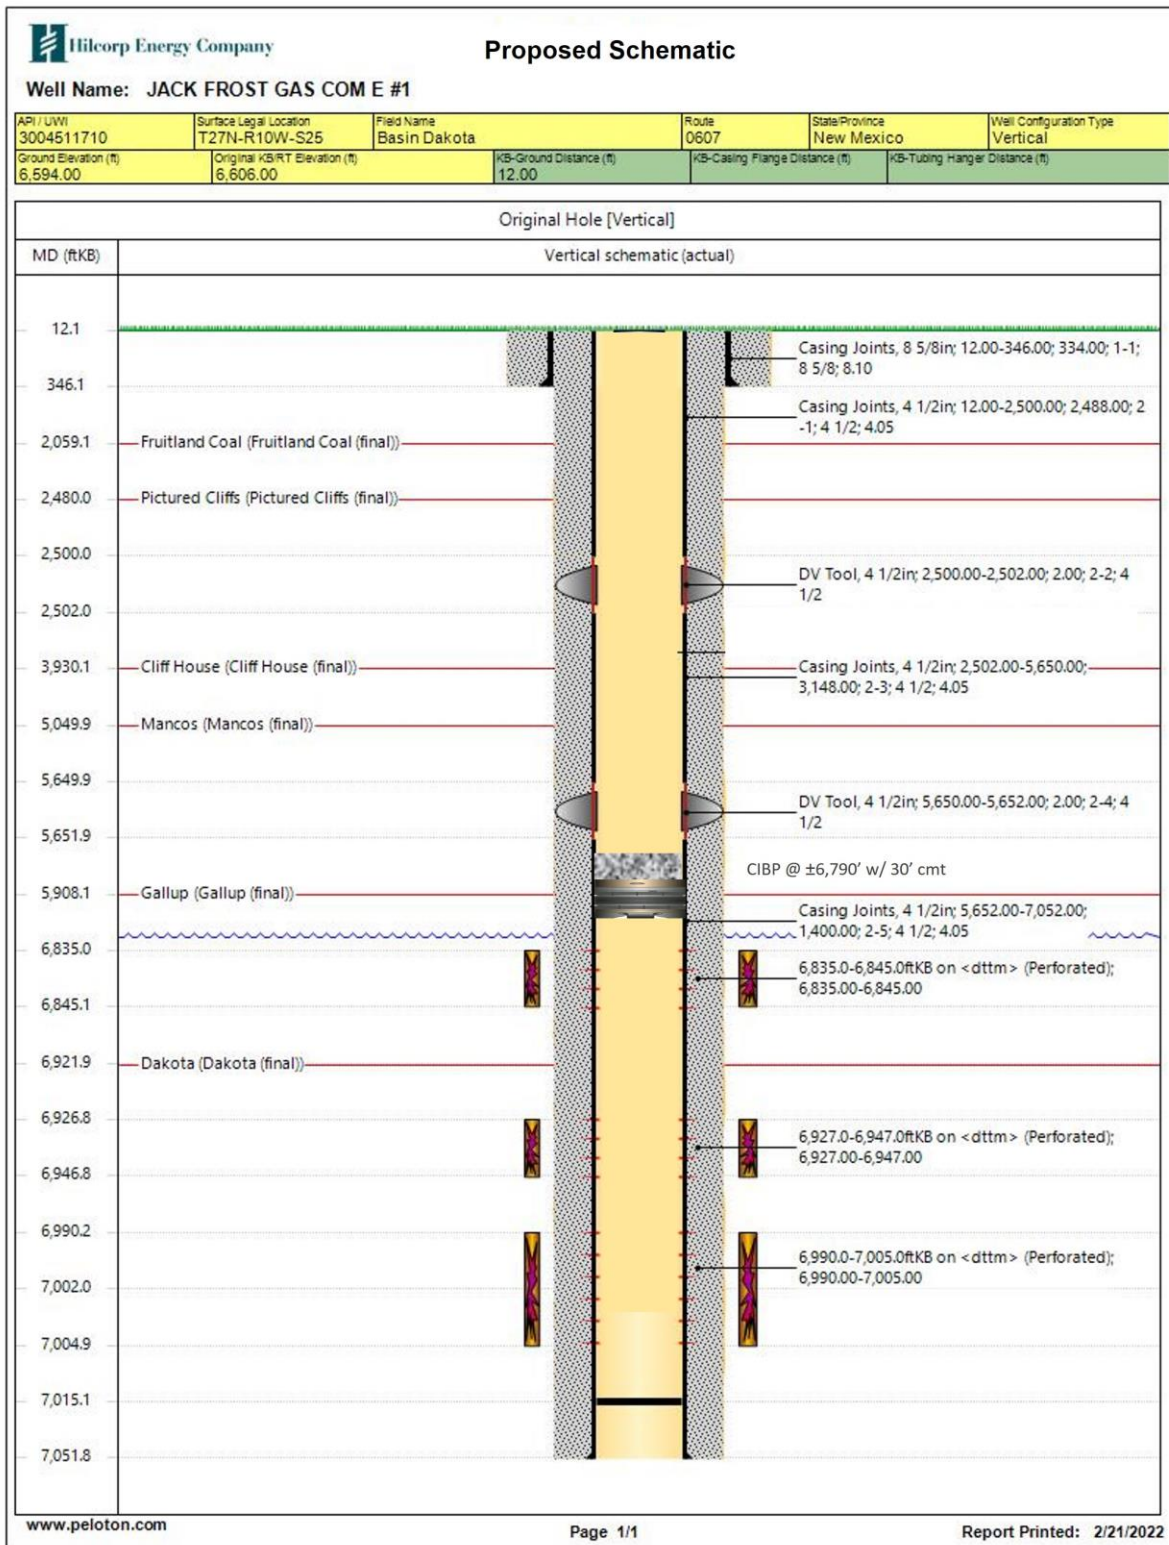 Hilcorp Energy Company
Proposed Schematic
Well Name: JACK FROST GAS COM E #1
API / UWI
3004511710
Surface Legal Location
T27N-R10W-S25
Field Name
Basin Dakota
Route
0607
State/Province
New Mexico
Well Configuration Type
Vertical
Ground Elevation (ft)
6,594.00
Original KB/RT Elevation (ft)
6,606.00
KB-Ground Distance (ft)
12.00
KB-Casing Flange Distance (ft)
KB-Tubing Hanger Distance (ft)
Original Hole [Vertical]
MD (ftKB)
Vertical schematic (actual)
12.1
Casing Joints, 8 5/8in; 12.00-346.00; 334.00; 1-1;
8 5/8; 8.10
346.1
Casing Joints, 4 1/2in; 12.00-2,500.00; 2,488.00; 2
-1; 4 1/2; 4.05
2,059.1
Fruitland Coal (Fruitland Coal (final))
2,480.0
Pictured Cliffs (Pictured Cliffs (final))
2,500.0
DV Tool, 4 1/2in; 2,500.00-2,502.00; 2.00; 2-2; 4
1/2
2,502.0
3,930.1
Cliff House (Cliff House (final))
Casing Joints, 4 1/2in; 2,502.00-5,650.00;
3,148.00; 2-3; 4 1/2; 4.05
5,049.9
Mancos (Mancos (final))
5,649.9
DV Tool, 4 1/2in; 5,650.00-5,652.00; 2.00; 2-4; 4
1/2
5,651.9
CIBP @ ±6,790’ w/ 30’ cmt
5,908.1
Gallup (Gallup (final))
Casing Joints, 4 1/2in; 5,652.00-7,052.00;
1,400.00; 2-5; 4 1/2; 4.05
6,835.0
6,835.0-6,845.0ftKB on <dttm> (Perforated);
6,835.00-6,845.00
6,845.1
6,921.9
Dakota (Dakota (final))
6,926.8
6,927.0-6,947.0ftKB on <dttm> (Perforated);
6,927.00-6,947.00
6,946.8
6,990.2
6,990.0-7,005.0ftKB on <dttm> (Perforated);
6,990.00-7,005.00
7,002.0
7,004.9
7,015.1
7,051.8
www.peloton.com
Page 1/1
Report Printed: 2/21/2022